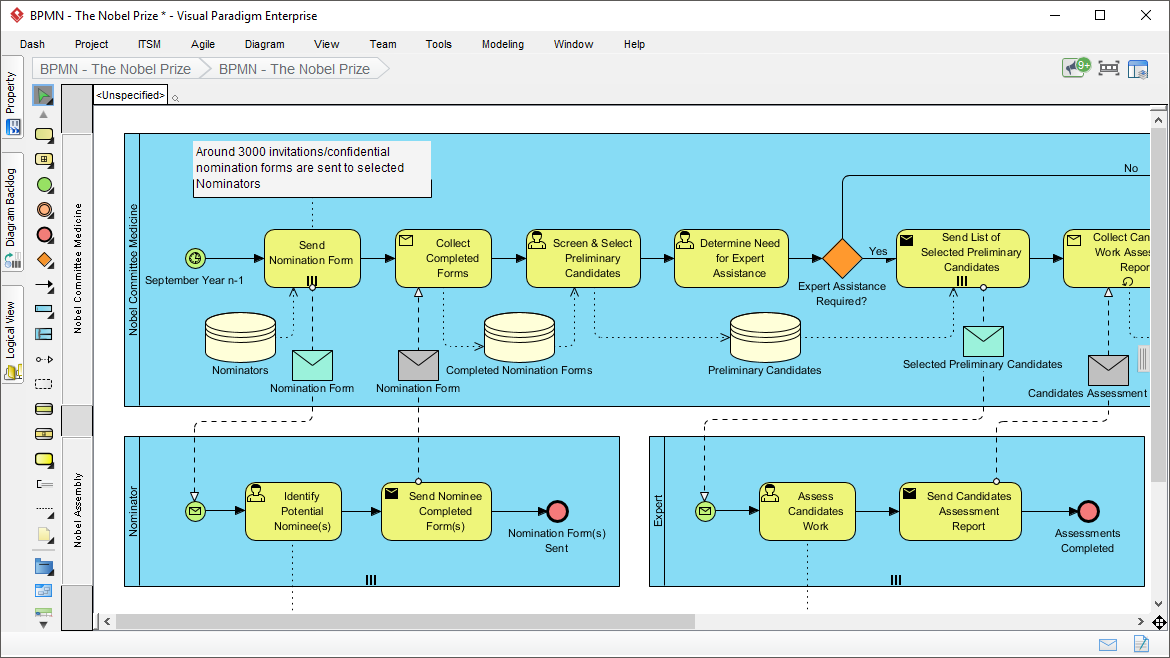 BPMN - The Nobel Prize * - Visual Paradigm Enterprise
Dash Project ITSM Agile Diagram View Team Tools Modeling Window Help
BPMN - The Nobel Prize BPMN - The Nobel Prize
9+
Property
Diagram Backlog
Logical View
<Unspecified>
Nobel Committee Medicine
Nobel Assembly
Nobel Committee Medicine
Around 3000 invitations/confidential
nomination forms are sent to selected
Nominators
September Year n-1
Send
Nomination Form
Collect
Completed
Forms
Screen & Select
Preliminary
Candidates
Determine Need
for Expert
Assistance
Expert Assistance
Required?
No
Yes
Send List of
Selected Preliminary
Candidates
Collect Can
Work Asses
Repor
Nominators
Nomination Form
Nomination Form
Completed Nomination Forms
Preliminary Candidates
Selected Preliminary Candidates
Candidates Assessment
Nominator
Identify
Potential
Nominee(s)
Send Nominee
Completed
Form(s)
Nomination Form(s)
Sent
Expert
Assess
Candidates
Work
Send Candidates
Assessment
Report
Assessments
Completed